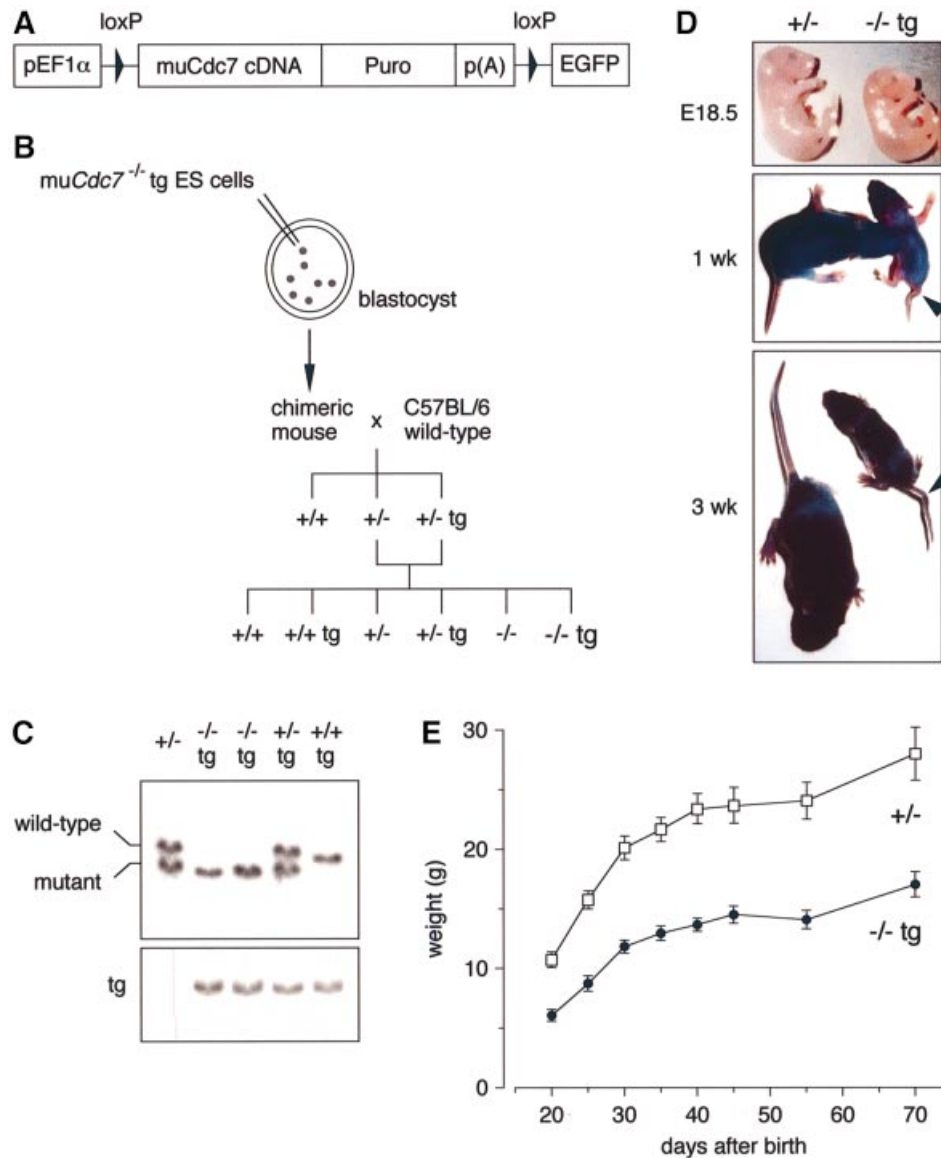 A
loxP loxP
pEF1α muCdc7 cDNA Puro p(A) EGFP
B
muCdc7 -/- tg ES cells
blastocyst
chimeric mouse x C57BL/6 wild-type
+/+ +/- +/- tg
+/+ +/+ tg +/- +/- tg -/- -/- tg
C
+/- -/- tg -/- tg +/- tg +/+ tg
wild-type
mutant
tg
D
+/- -/- tg
E18.5
1 wk
3 wk
E
30
20
10
0
weight (g)
+/-
-/- tg
20 30 40 50 60 70
days after birth